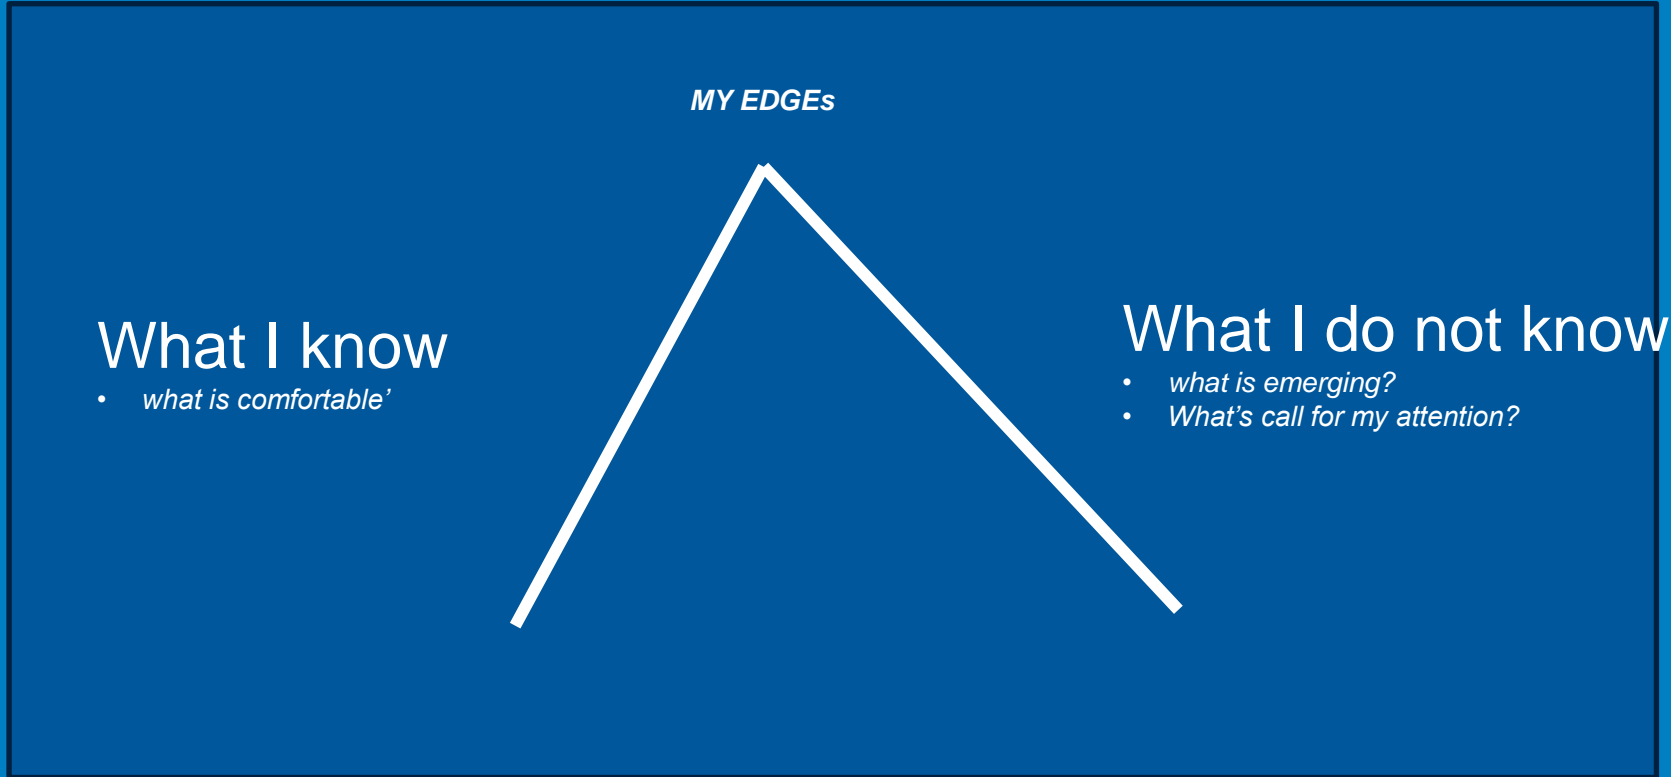 MY EDGEs
What I know
• what is comfortable’
What I do not know
• what is emerging?
• What’s call for my attention?